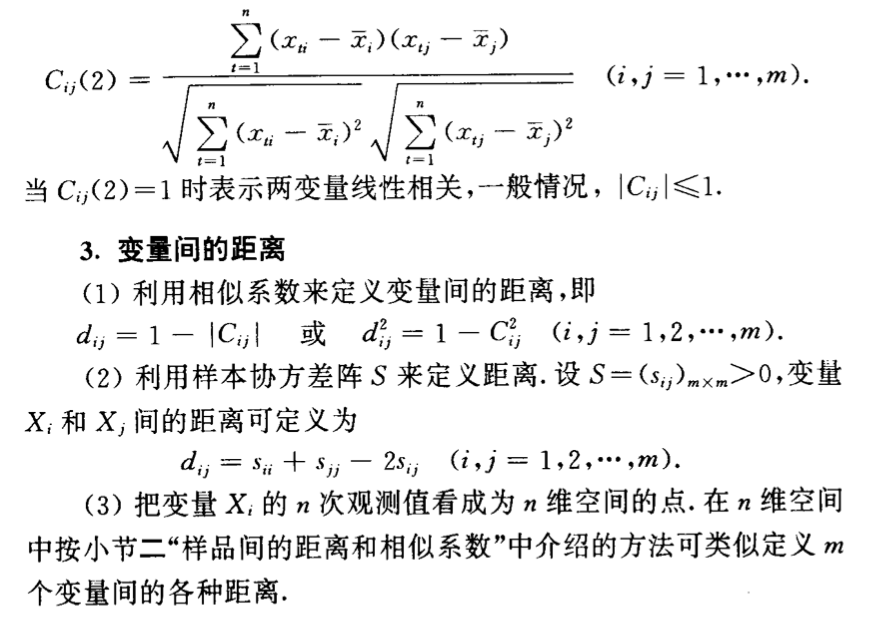 $$C_{ij}(2) = \frac{\sum_{t=1}^{n}(x_{ti} - \overline{x}_i)(x_{tj} - \overline{x}_j)}{\sqrt{\sum_{t=1}^{n}(x_{ti} - \overline{x}_i)^2}\sqrt{\sum_{t=1}^{n}(x_{tj} - \overline{x}_j)^2}} \quad (i,j = 1,\cdots,m).$$
当 $C_{ij}(2)=1$ 时表示两变量线性相关,一般情况, $|C_{ij}|\leqslant 1$.
3. 变量间的距离
(1) 利用相似系数来定义变量间的距离,即
$d_{ij} = 1 - |C_{ij}|$ 或 $d_{ij}^2 = 1 - C_{ij}^2$ $(i,j = 1,2,\cdots,m)$.
(2) 利用样本协方差阵 $S$ 来定义距离. 设 $S=(s_{ij})_{m\times m}>0$,变量
$X_i$ 和 $X_j$ 间的距离可定义为
$d_{ij} = s_{ii} + s_{jj} - 2s_{ij}$ $(i,j = 1,2,\cdots,m)$.
(3) 把变量 $X_i$ 的 $n$ 次观测值看成为 $n$ 维空间的点. 在 $n$ 维空间
中按小节二“样品间的距离和相似系数”中介绍的方法可类似定义 $m$
个变量间的各种距离.